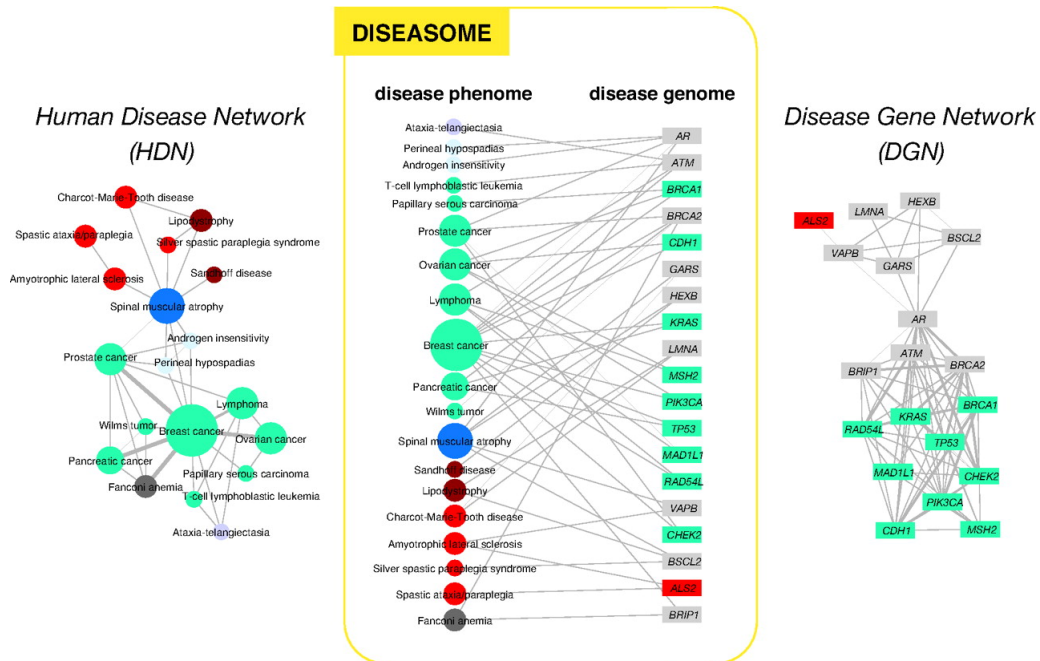 DISEASOME
Human Disease Network
(HDN)
Charcot-Marie-Tooth disease
Lipodystrophy
Spastic ataxia/paraplegia
Silver spastic paraplegia syndrome
Amyotrophic lateral sclerosis
Sandhoff disease
Spinal muscular atrophy
Androgen insensitivity
Prostate cancer
Perineal hypospadias
Lymphoma
Wilms tumor
Breast cancer
Ovarian cancer
Pancreatic cancer
Papillary serous carcinoma
Fanconi anemia
T-cell lymphoblastic leukemia
Ataxia-telangiectasia
disease phenome
Ataxia-telangiectasia
Perineal hypospadias
Androgen insensitivity
T-cell lymphoblastic leukemia
Papillary serous carcinoma
Prostate cancer
Ovarian cancer
Lymphoma
Breast cancer
Pancreatic cancer
Wilms tumor
Spinal muscular atrophy
Sandhoff disease
Lipodystrophy
Charcot-Marie-Tooth disease
Amyotrophic lateral sclerosis
Silver spastic paraplegia syndrome
Spastic ataxia/paraplegia
Fanconi anemia
disease genome
AR
ATM
BRCA1
BRCA2
CDH1
GARS
HEXB
KRAS
LMNA
MSH2
PIK3CA
TP53
MAD1L1
RAD54L
VAPB
CHEK2
BSCL2
ALS2
BRIP1
Disease Gene Network
(DGN)
HEXB
LMNA
ALS2
BSCL2
VAPB
GARS
AR
ATM
BRIP1
BRCA2
BRCA1
KRAS
RAD54L
TP53
MAD1L1
CHEK2
PIK3CA
CDH1
MSH2